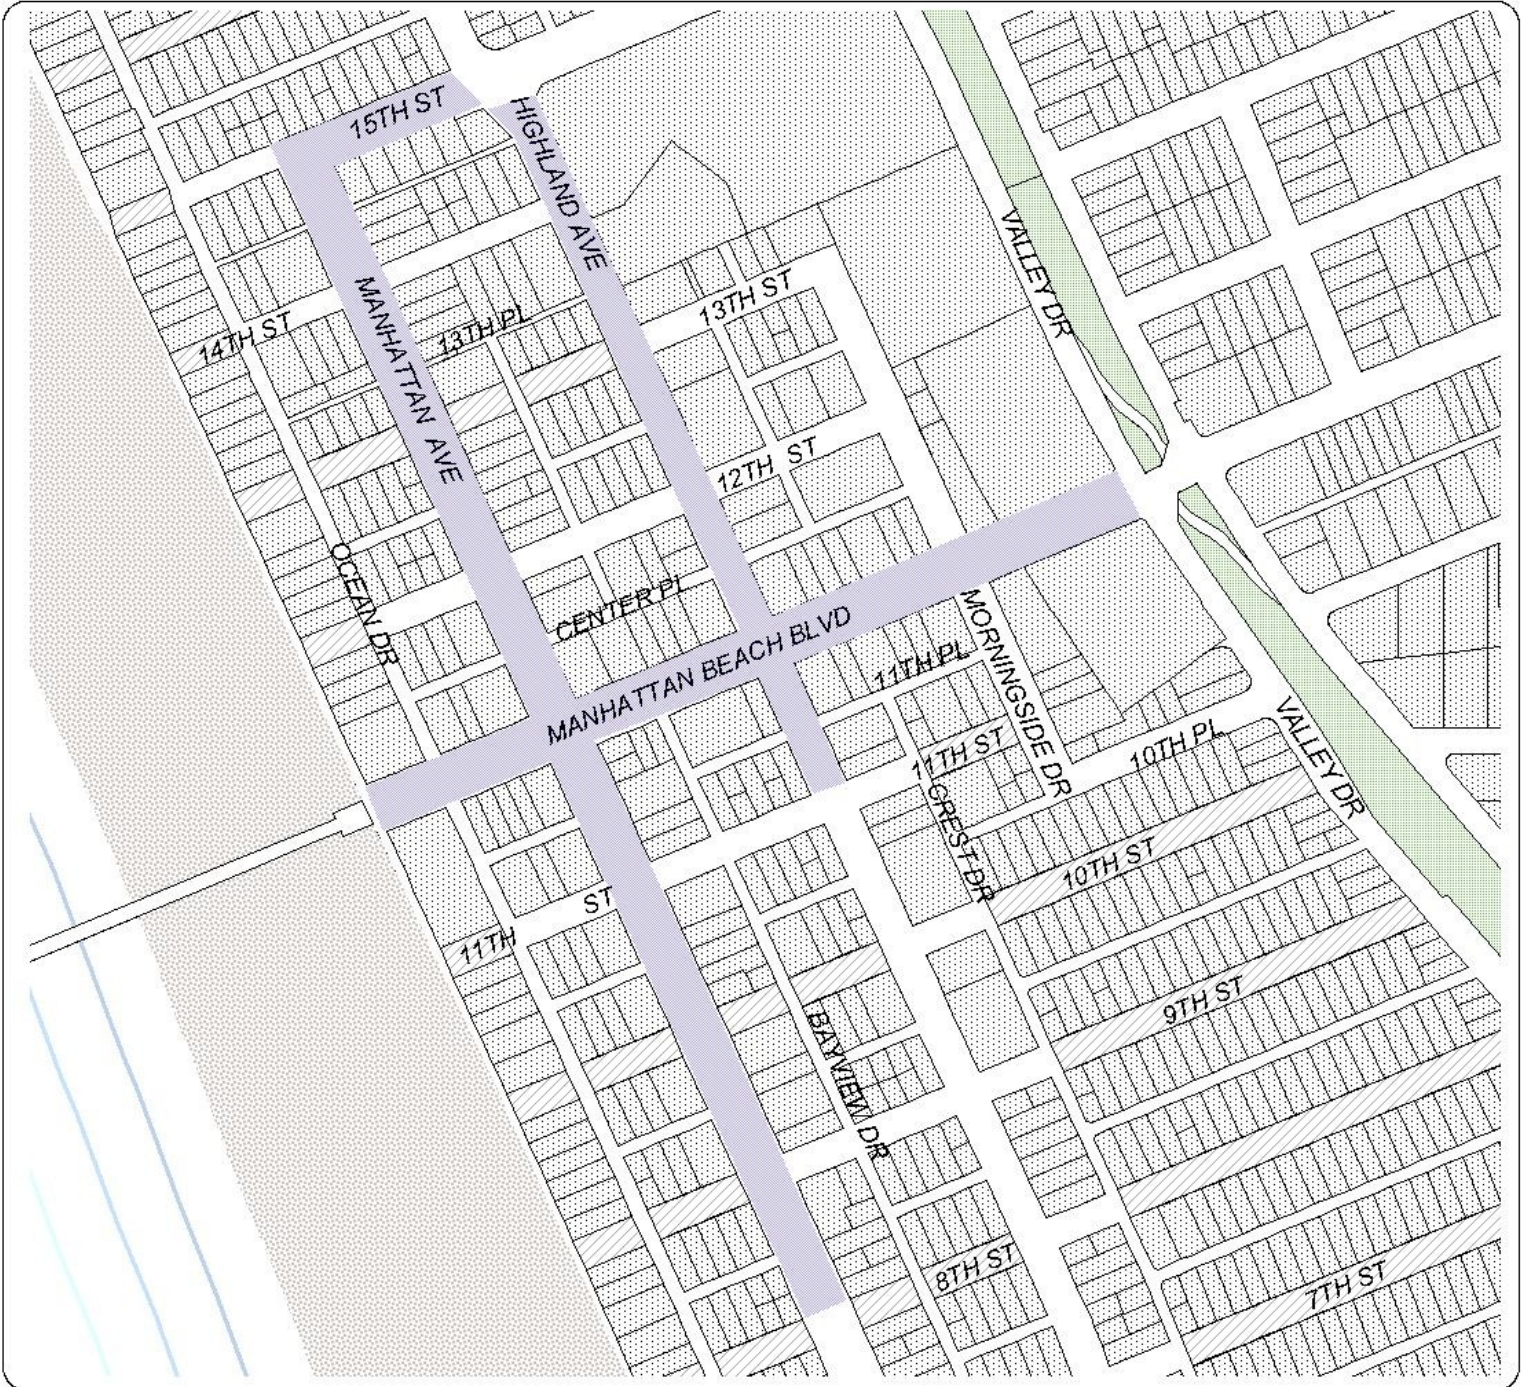 15TH ST
HIGHLAND AVE
VALLEY DR
MANHATTAN AVE
14TH ST
13TH PL
13TH ST
12TH ST
OCEAN DR
CENTER PL
MANHATTAN BEACH BLVD
MORNINGSIDE DR
11TH PL
11TH ST
10TH PL
VALLEY DR
CREST DR
10TH ST
11TH ST
9TH ST
BAYVIEW DR
8TH ST
7TH ST